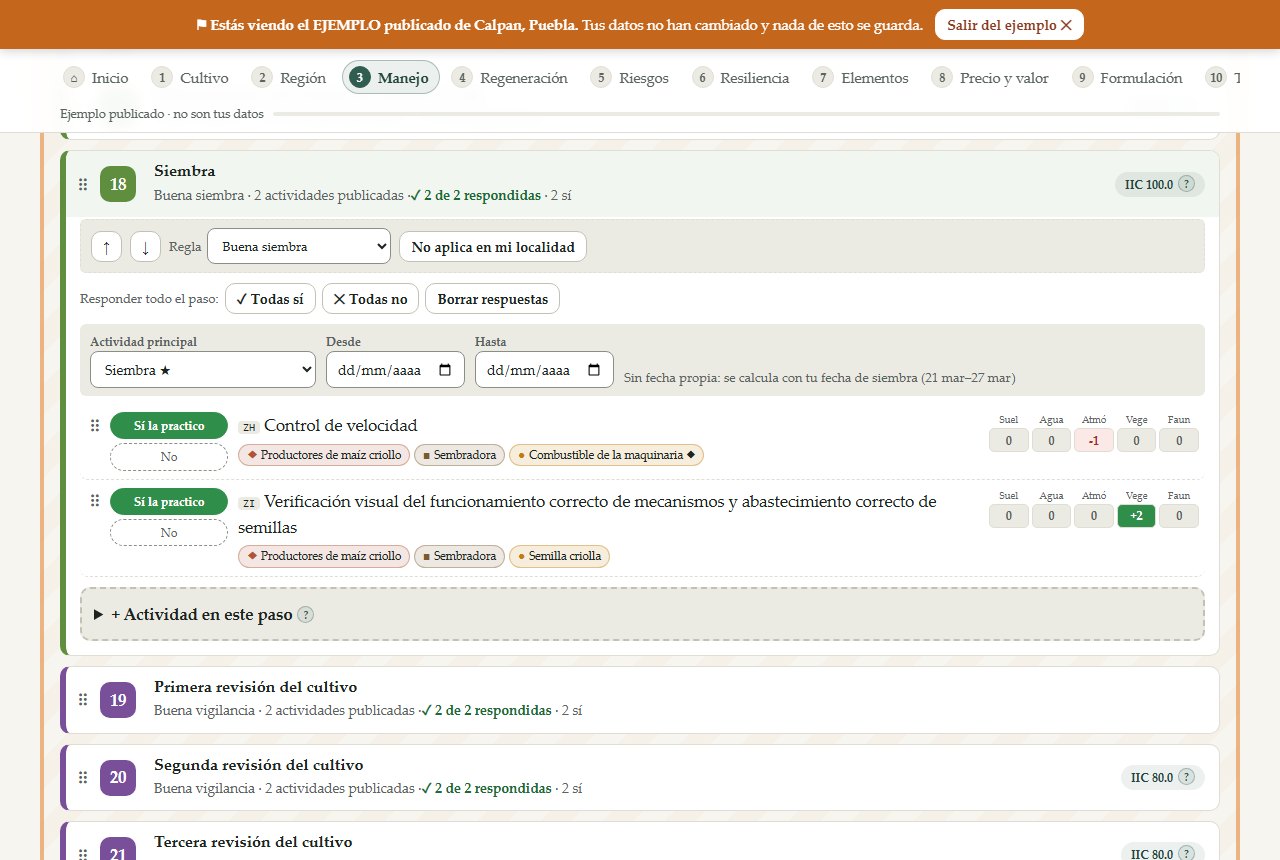 ⚑ Estás viendo el EJEMPLO publicado de Calpan, Puebla. Tus datos no han cambiado y nada de esto se guarda. Salir del ejemplo ✕
⌂ Inicio 1 Cultivo 2 Región 3 Manejo 4 Regeneración 5 Riesgos 6 Resiliencia 7 Elementos 8 Precio y valor 9 Formulación 10
Ejemplo publicado · no son tus datos
18 Siembra
Buena siembra · 2 actividades publicadas ·✓ 2 de 2 respondidas · 2 sí
IIC 100.0 ?
↑ ↓ Regla Buena siembra No aplica en mi localidad
Responder todo el paso: ✓ Todas sí ✕ Todas no Borrar respuestas
Actividad principal Desde Hasta
Siembra ★ dd/mm/aaaa dd/mm/aaaa Sin fecha propia: se calcula con tu fecha de siembra (21 mar–27 mar)
Sí la practico ZH Control de velocidad
No ◆ Productores de maíz criollo ■ Sembradora ● Combustible de la maquinaria ◆
Suel Agua Atmó Vege Faun
0 0 -1 0 0
Sí la practico ZI Verificación visual del funcionamiento correcto de mecanismos y abastecimiento correcto de
No semillas
◆ Productores de maíz criollo ■ Sembradora ● Semilla criolla
Suel Agua Atmó Vege Faun
0 0 0 +2 0
▶ + Actividad en este paso ?
19 Primera revisión del cultivo
Buena vigilancia · 2 actividades publicadas ·✓ 2 de 2 respondidas · 2 sí
20 Segunda revisión del cultivo
Buena vigilancia · 2 actividades publicadas ·✓ 2 de 2 respondidas · 2 sí
IIC 80.0 ?
21 Tercera revisión del cultivo
IIC 80.0 ?